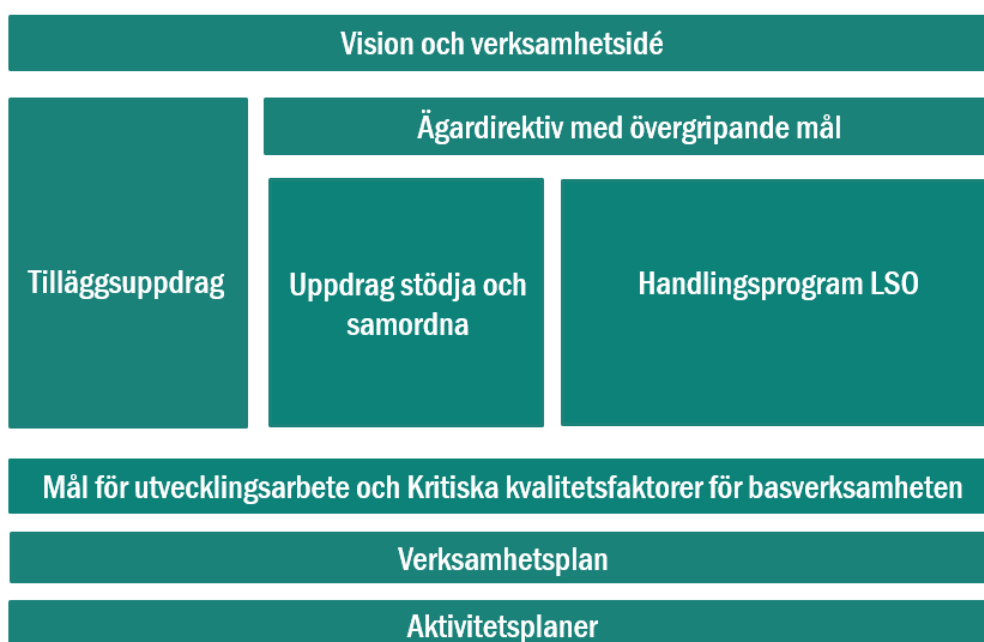 Vision och verksamhetsidé
Ägardirektiv med övergripande mål
Tilläggsuppdrag
Uppdrag stödja och
samordna
Handlingsprogram LSO
Mål för utvecklingsarbete och Kritiska kvalitetsfaktorer för basverksamheten
Verksamhetsplan
Aktivitetsplaner